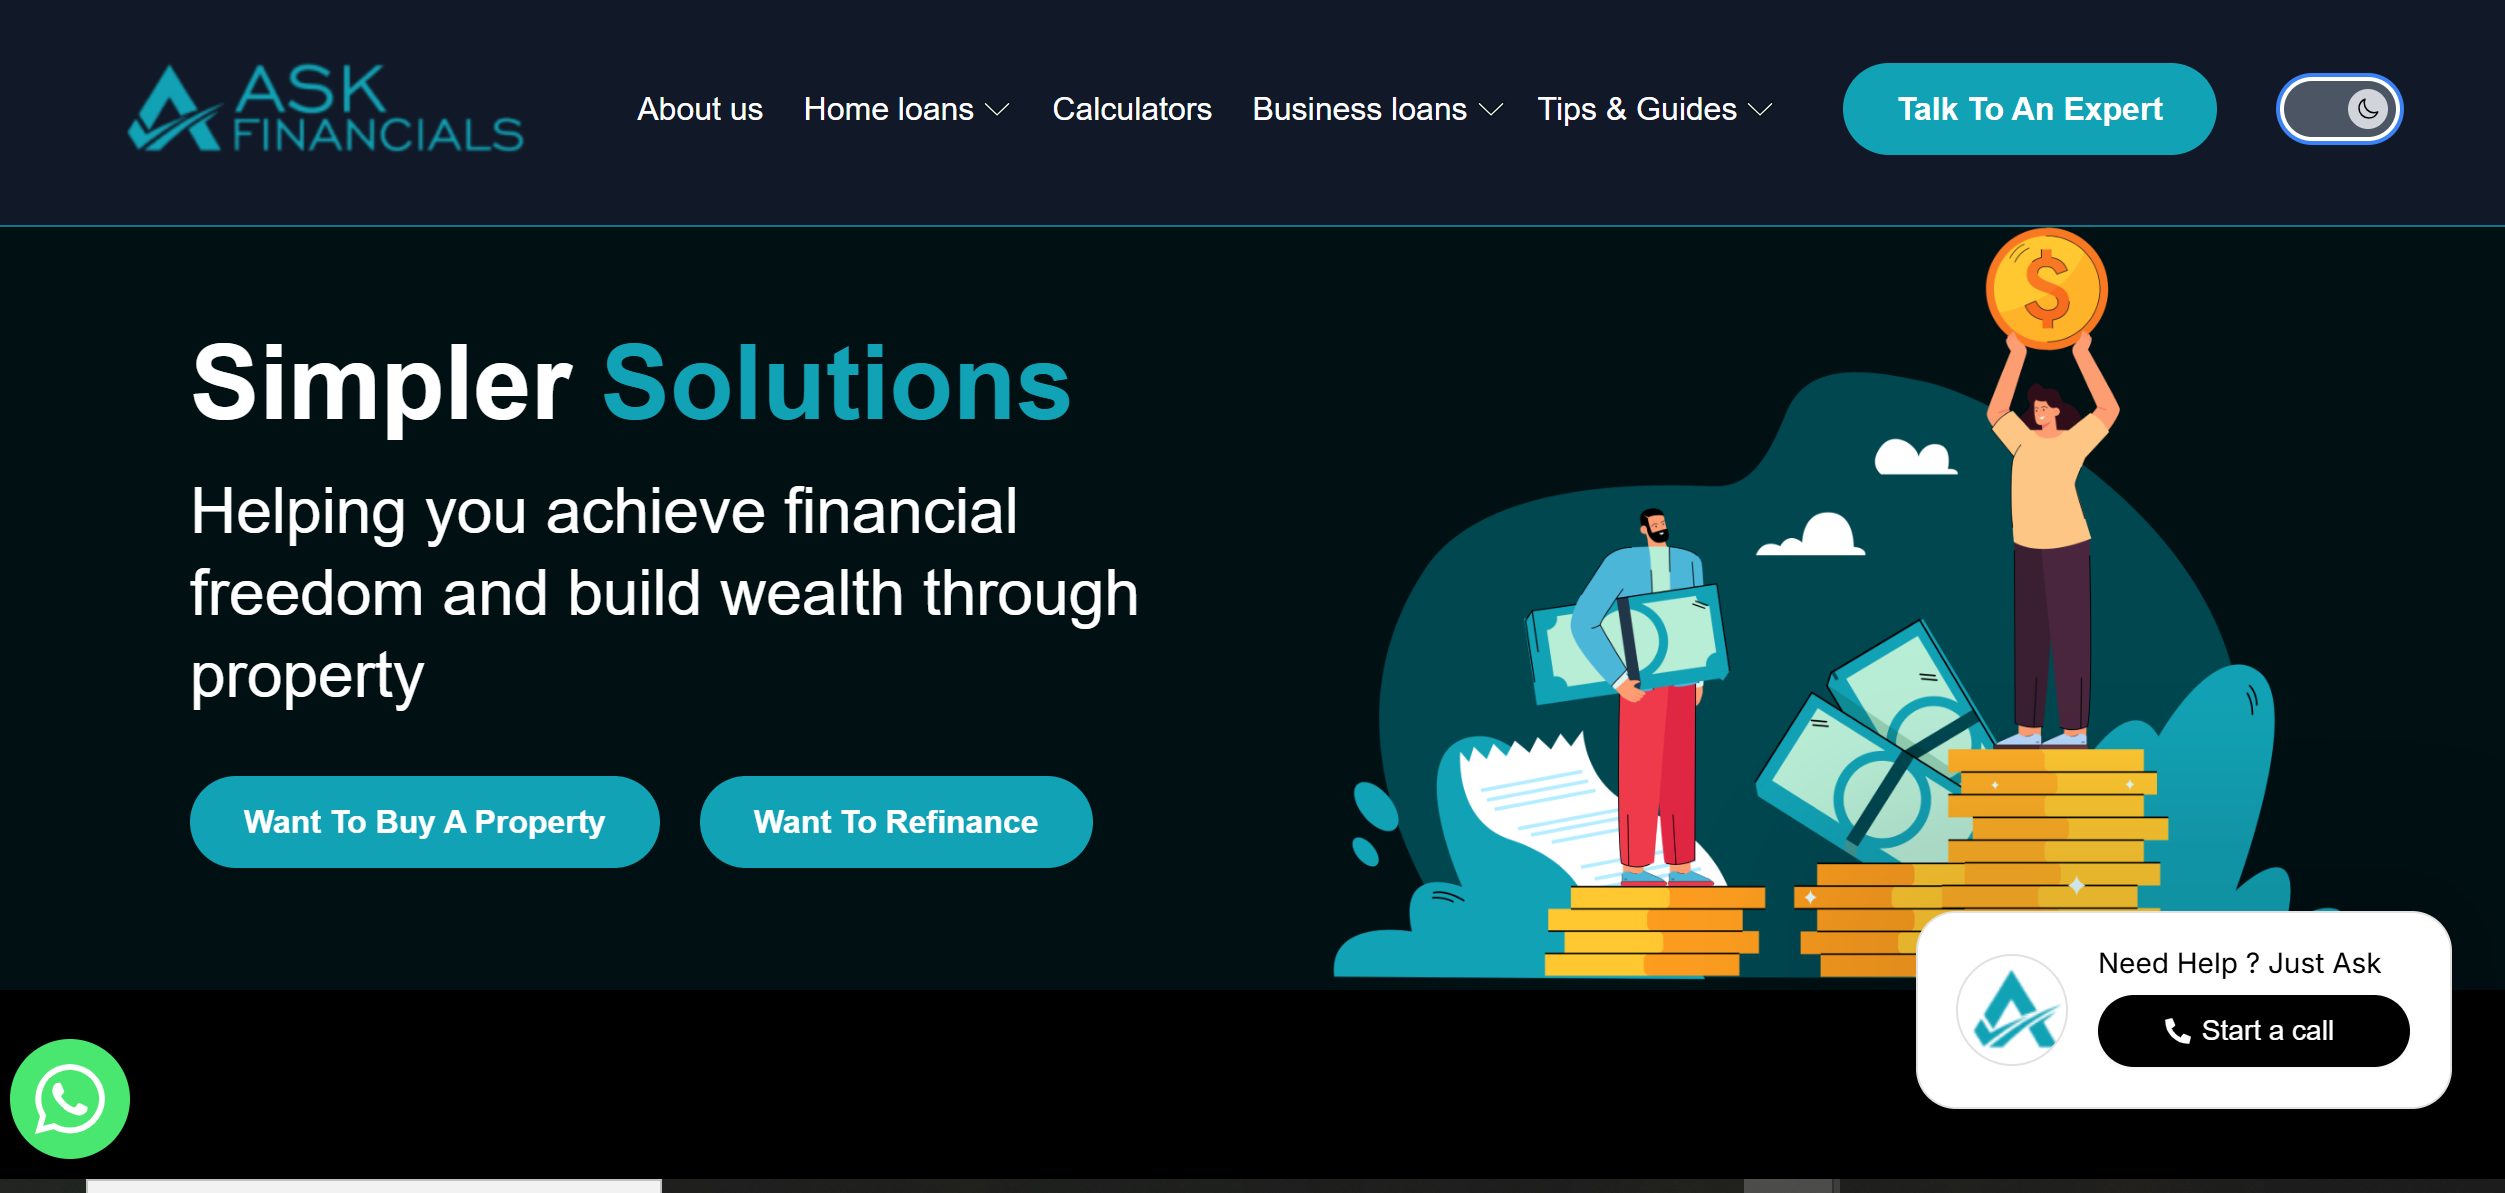 ASK
FINANCIALS
About us
Home loans
Calculators
Business loans
Tips & Guides
Talk To An Expert
Simpler Solutions
Helping you achieve financial
freedom and build wealth through
property
Want To Buy A Property
Want To Refinance
$
Need Help ? Just Ask
Start a call